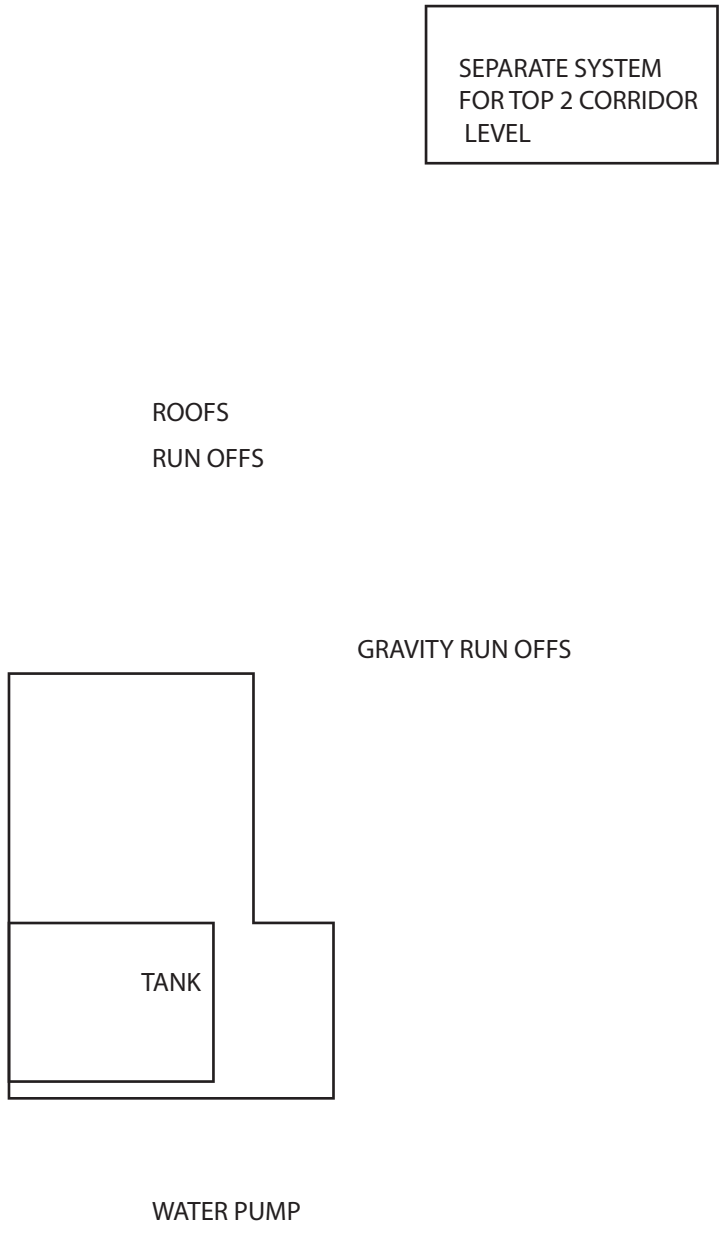 SEPARATE SYSTEM
FOR TOP 2 CORRIDOR
LEVEL
ROOFS
RUN OFFS
GRAVITY RUN OFFS
TANK
WATER PUMP